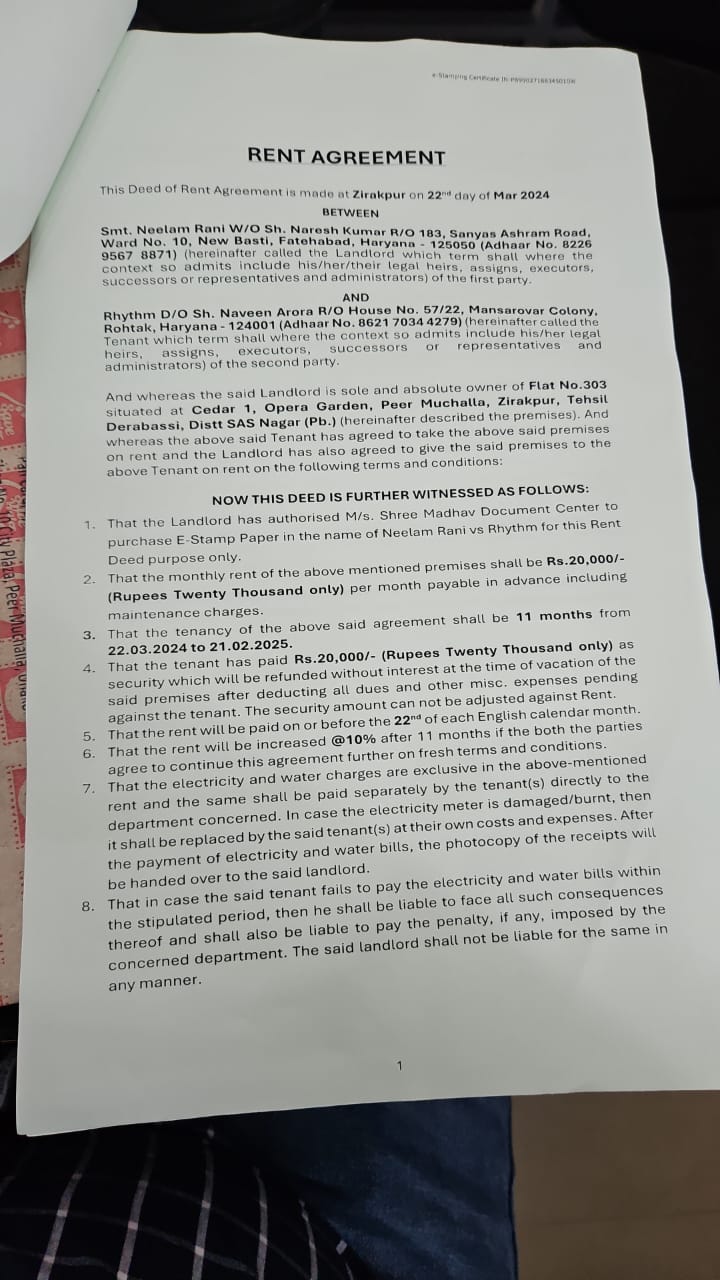 e-Stamping Certificate In-PB99027168345010W
RENT AGREEMENT
This Deed of Rent Agreement is made at Zirakpur on 22nd day of Mar 2024
BETWEEN
Smt. Neelam Rani W/O Sh. Naresh Kumar R/O 183, Sanyas Ashram Road,
Ward No. 10, New Basti, Fatehabad, Haryana - 125050 (Adhaar No. 8226
9567 8871) (hereinafter called the Landlord which term shall where the
context so admits include his/her/their legal heirs, assigns, executors,
successors or representatives and administrators) of the first party.
AND
Rhythm D/O Sh. Naveen Arora R/O House No. 57/22, Mansarovar Colony,
Rohtak, Haryana - 124001 (Adhaar No. 8621 7034 4279) (hereinafter called the
Tenant which term shall where the context so admits include his/her legal
heirs, assigns, executors, successors or representatives and
administrators) of the second party.
And whereas the said Landlord is sole and absolute owner of Flat No.303
situated at Cedar 1, Opera Garden, Peer Muchalla, Zirakpur, Tehsil
Derabassi, Distt SAS Nagar (Pb.) (hereinafter described the premises). And
whereas the above said Tenant has agreed to take the above said premises
on rent and the Landlord has also agreed to give the said premises to the
above Tenant on rent on the following terms and conditions:
NOW THIS DEED IS FURTHER WITNESSED AS FOLLOWS:
1. That the Landlord has authorised M/s. Shree Madhav Document Center to
purchase E-Stamp Paper in the name of Neelam Rani vs Rhythm for this Rent
Deed purpose only.
2. That the monthly rent of the above mentioned premises shall be Rs.20,000/-
(Rupees Twenty Thousand only) per month payable in advance including
maintenance charges.
3. That the tenancy of the above said agreement shall be 11 months from
22.03.2024 to 21.02.2025.
4. That the tenant has paid Rs.20,000/- (Rupees Twenty Thousand only) as
security which will be refunded without interest at the time of vacation of the
said premises after deducting all dues and other misc. expenses pending
against the tenant. The security amount can not be adjusted against Rent.
5. That the rent will be paid on or before the 22nd of each English calendar month.
6. That the rent will be increased @10% after 11 months if the both the parties
agree to continue this agreement further on fresh terms and conditions.
7. That the electricity and water charges are exclusive in the above-mentioned
rent and the same shall be paid separately by the tenant(s) directly to the
department concerned. In case the electricity meter is damaged/burnt, then
it shall be replaced by the said tenant(s) at their own costs and expenses. After
the payment of electricity and water bills, the photocopy of the receipts will
be handed over to the said landlord.
8. That in case the said tenant fails to pay the electricity and water bills within
the stipulated period, then he shall be liable to face all such consequences
thereof and shall also be liable to pay the penalty, if any, imposed by the
concerned department. The said landlord shall not be liable for the same in
any manner.
1
City Plaza, Peer Muchalla,